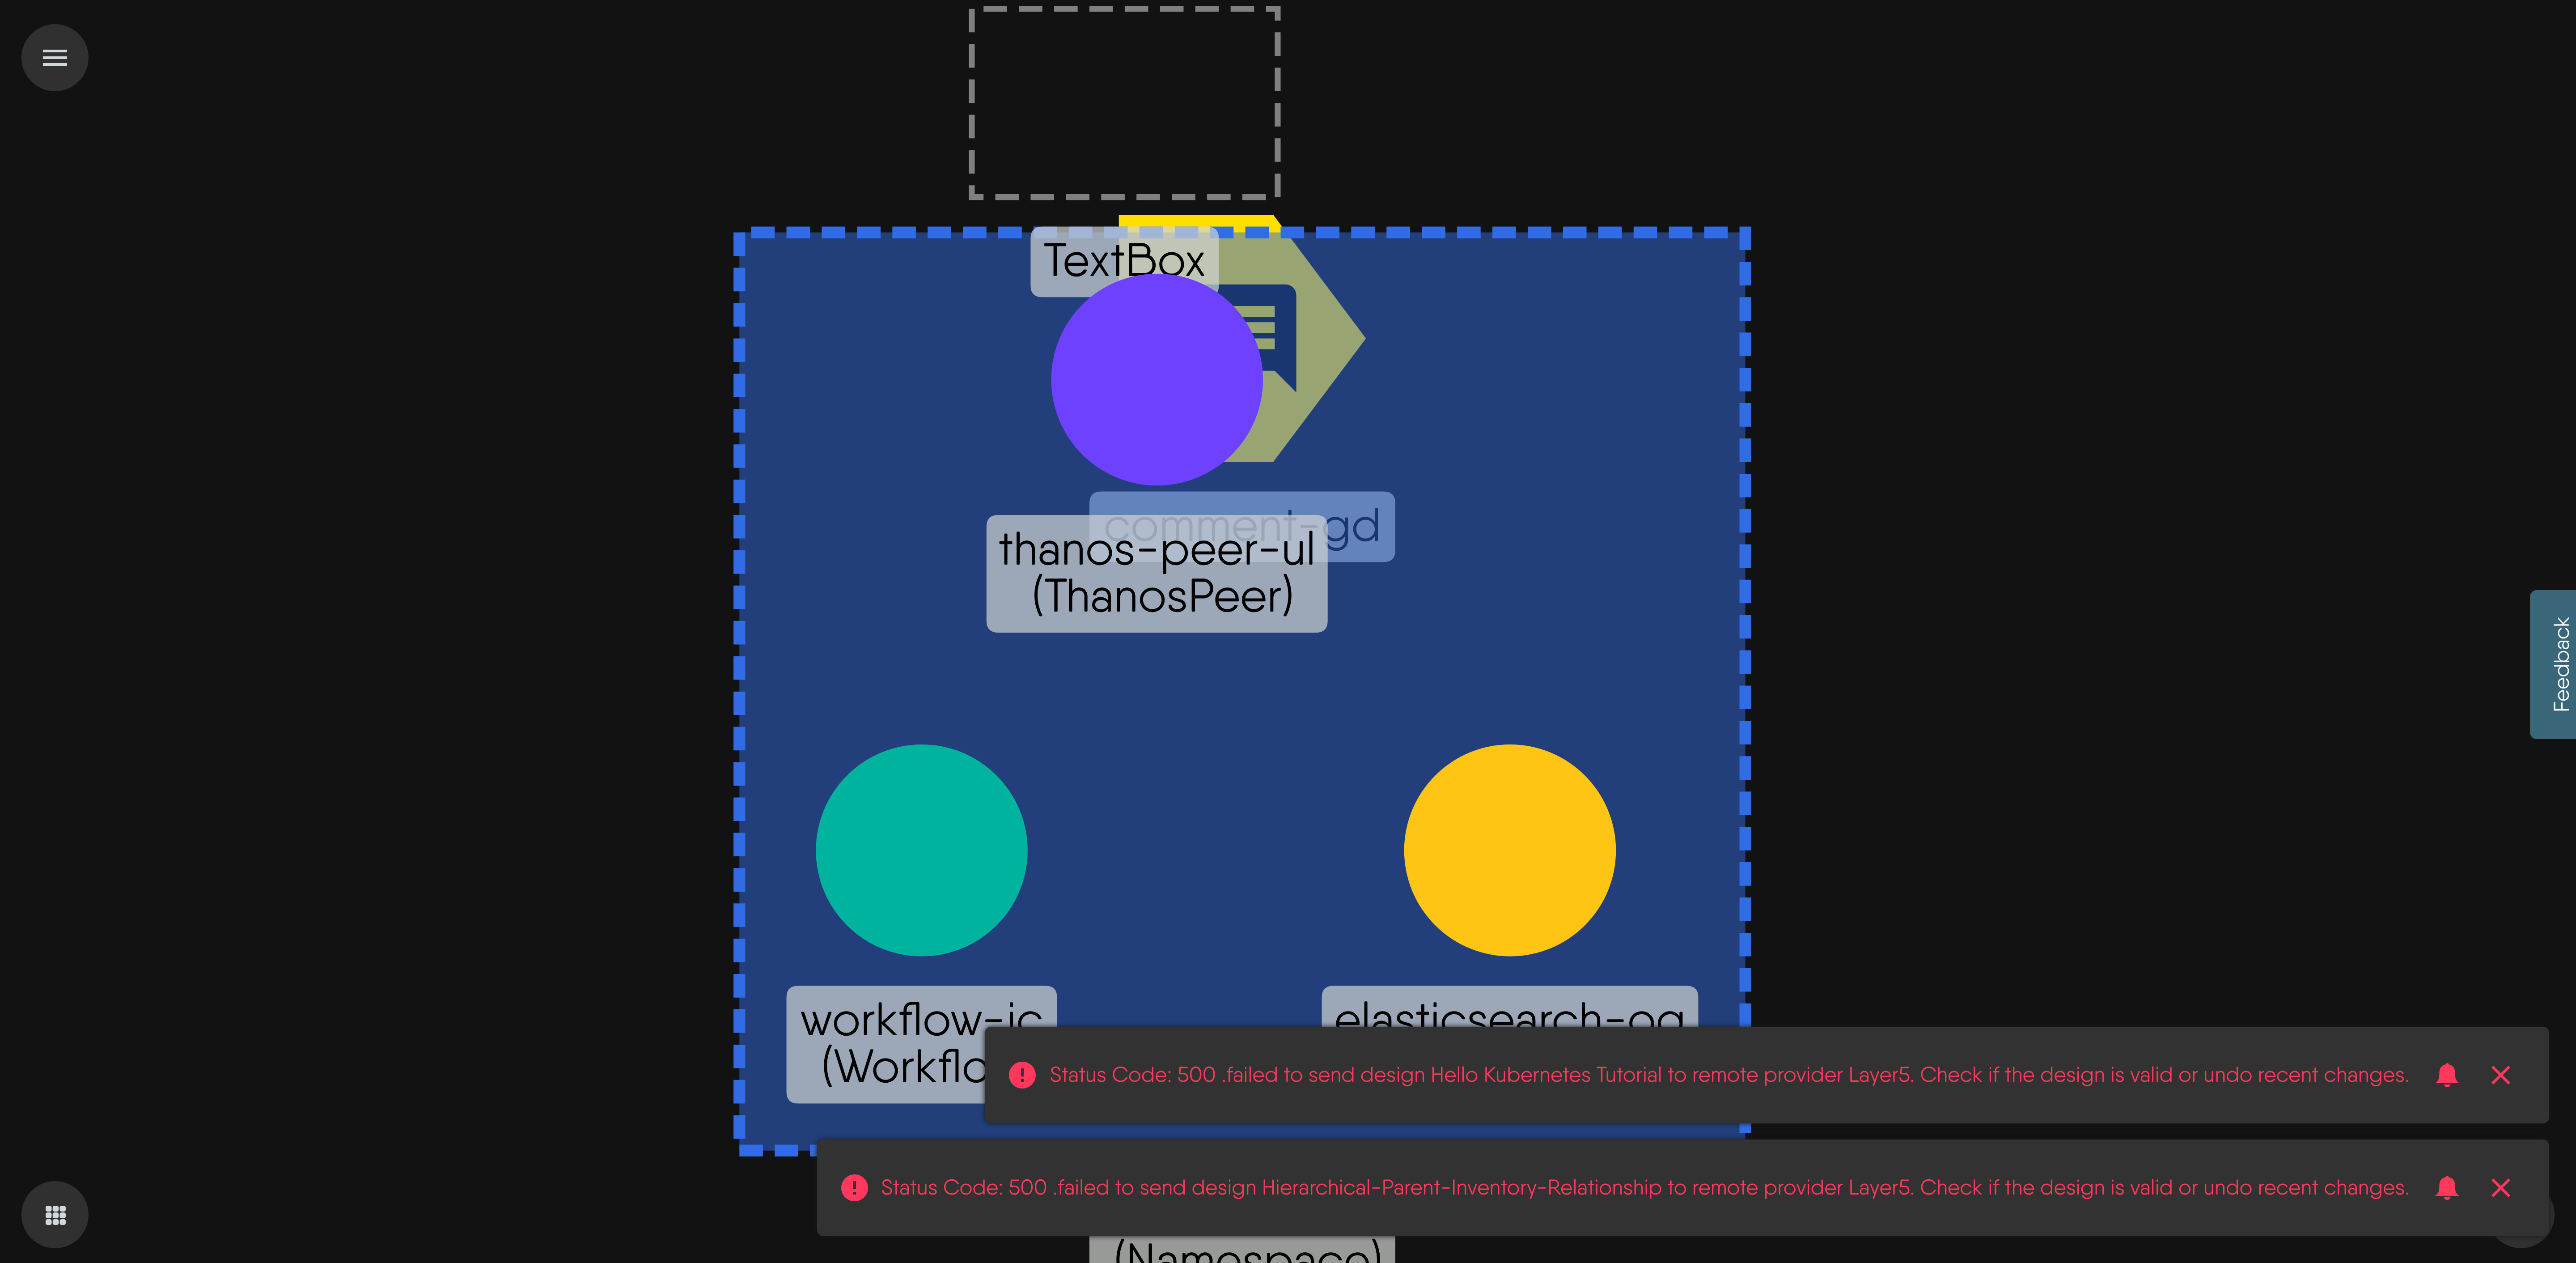 TextBox
comment-gd
thanos-peer-ul
(ThanosPeer)
Feedback
workflow-ic
(Workflo
elasticsearch-og
Status Code: 500 .failed to send design Hello Kubernetes Tutorial to remote provider Layer5. Check if the design is valid or undo recent changes.
Status Code: 500 .failed to send design Hierarchical-Parent-Inventory-Relationship to remote provider Layer5. Check if the design is valid or undo recent changes.
(Namespace)